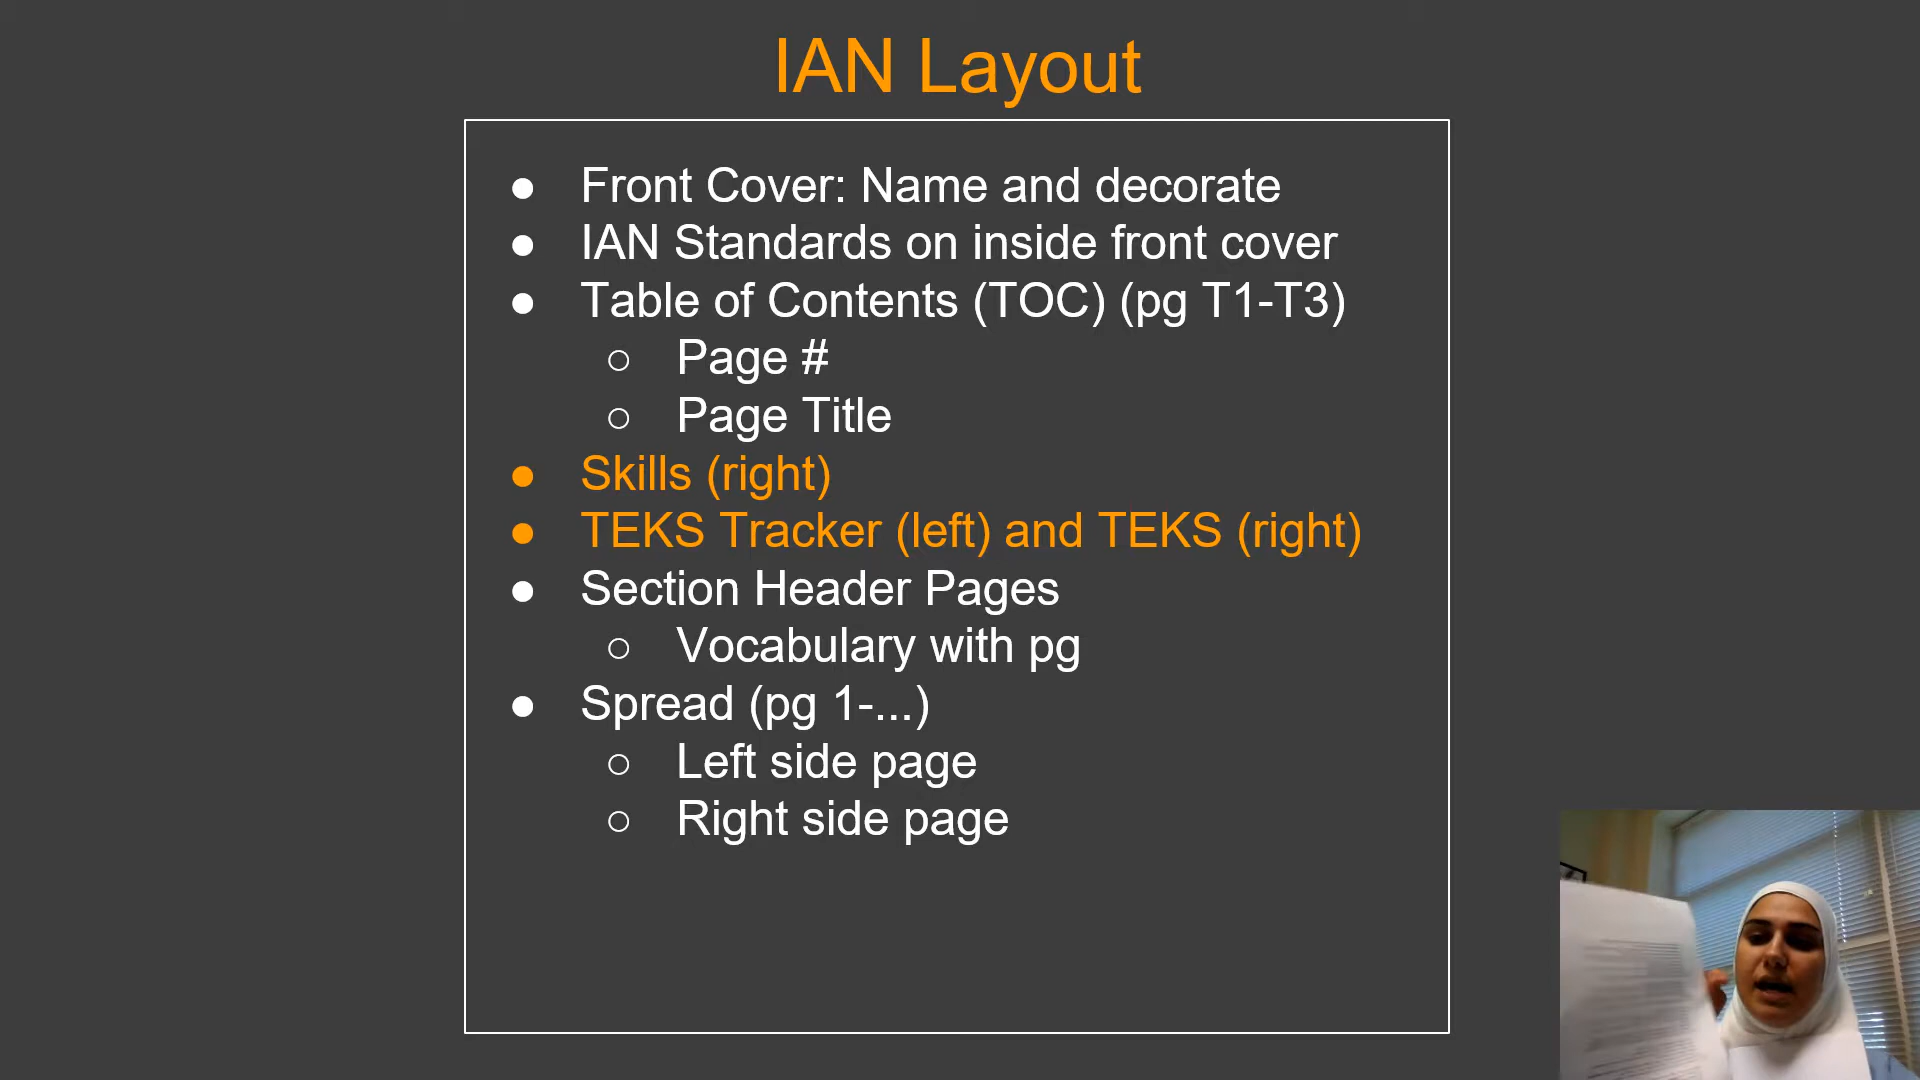 IAN Layout
● Front Cover: Name and decorate
● IAN Standards on inside front cover
● Table of Contents (TOC) (pg T1-T3)
○ Page #
○ Page Title
● Skills (right)
● TEKS Tracker (left) and TEKS (right)
● Section Header Pages
○ Vocabulary with pg
● Spread (pg 1-...)
○ Left side page
○ Right side page